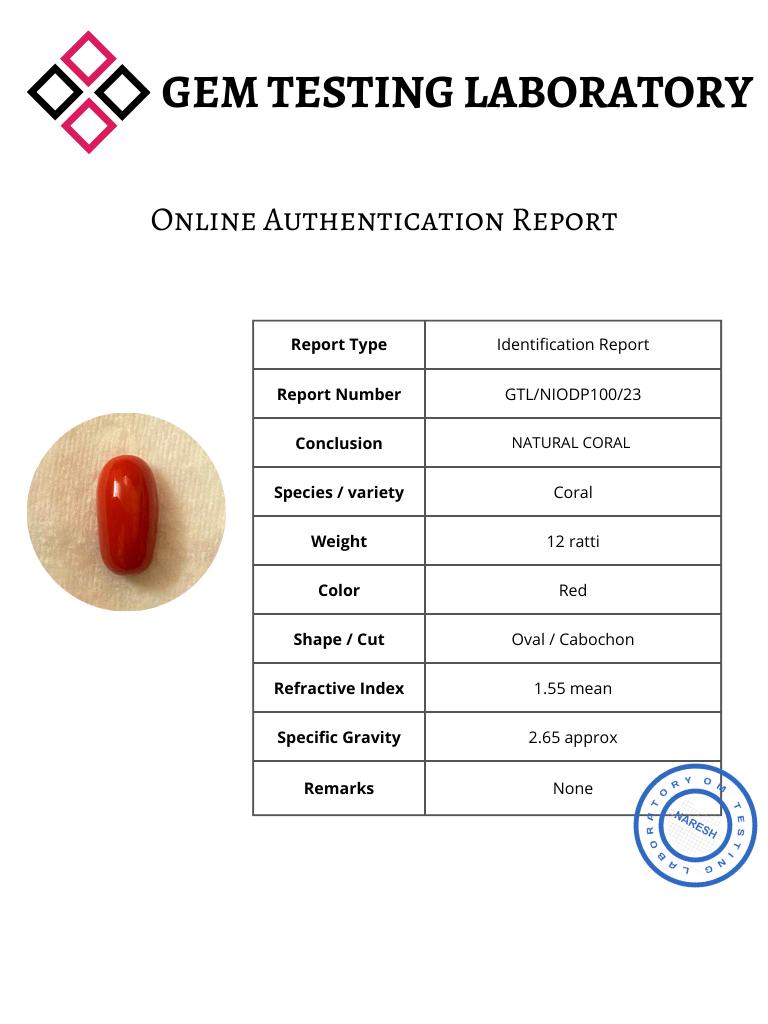 GEM TESTING LABORATORY
Online Authentication Report
Report Type Identification Report
Report Number GTL/NIODP100/23
Conclusion NATURAL CORAL
Species / variety Coral
Weight 12 ratti
Color Red
Shape / Cut Oval / Cabochon
Refractive Index 1.55 mean
Specific Gravity 2.65 approx
Remarks None
OM TESTING LABORATORY
NARESH